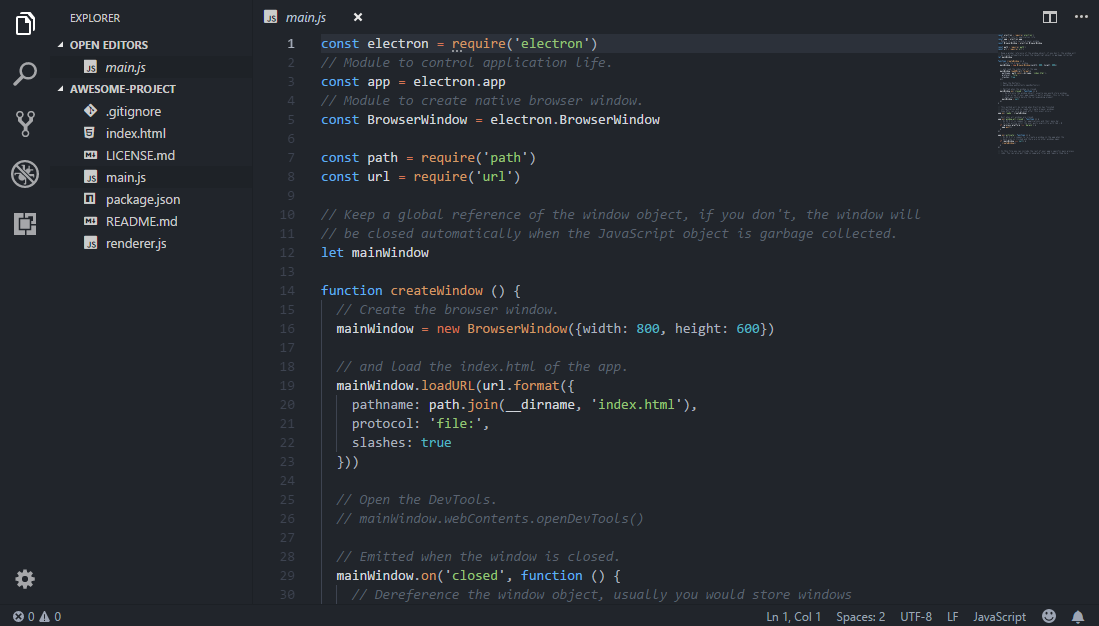 EXPLORER
OPEN EDITORS
JS main.js
AWESOME-PROJECT
.gitignore
index.html
M↓ LICENSE.md
JS main.js
package.json
M↓ README.md
JS renderer.js
JS main.js
1 const electron = require('electron')
2 // Module to control application life.
3 const app = electron.app
4 // Module to create native browser window.
5 const BrowserWindow = electron.BrowserWindow
6
7 const path = require('path')
8 const url = require('url')
9
10 // Keep a global reference of the window object, if you don't, the window will
11 // be closed automatically when the JavaScript object is garbage collected.
12 let mainWindow
13
14 function createWindow () {
15   // Create the browser window.
16   mainWindow = new BrowserWindow({width: 800, height: 600})
17
18   // and load the index.html of the app.
19   mainWindow.loadURL(url.format({
20     pathname: path.join(__dirname, 'index.html'),
21     protocol: 'file:',
22     slashes: true
23   }))
24
25   // Open the DevTools.
26   // mainWindow.webContents.openDevTools()
27
28   // Emitted when the window is closed.
29   mainWindow.on('closed', function () {
30     // Dereference the window object, usually you would store windows
0 0 Ln 1, Col 1 Spaces: 2 UTF-8 LF JavaScript